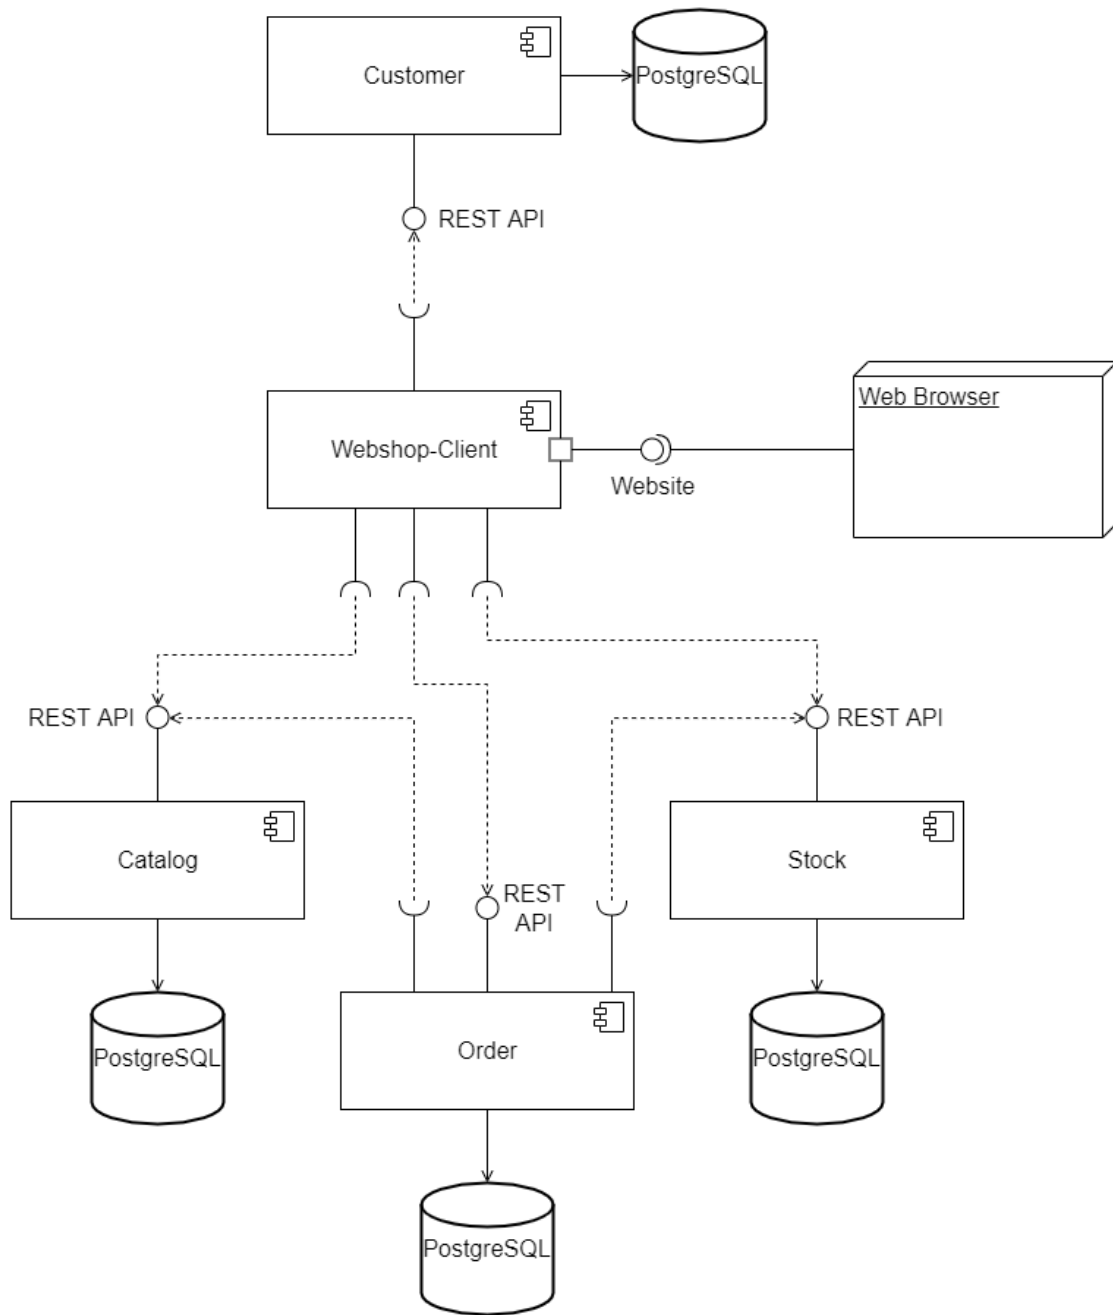 Customer
PostgreSQL
REST API
Webshop-Client
Web Browser
Website
REST API
REST API
Catalog
Stock
REST
API
PostgreSQL
Order
PostgreSQL
PostgreSQL